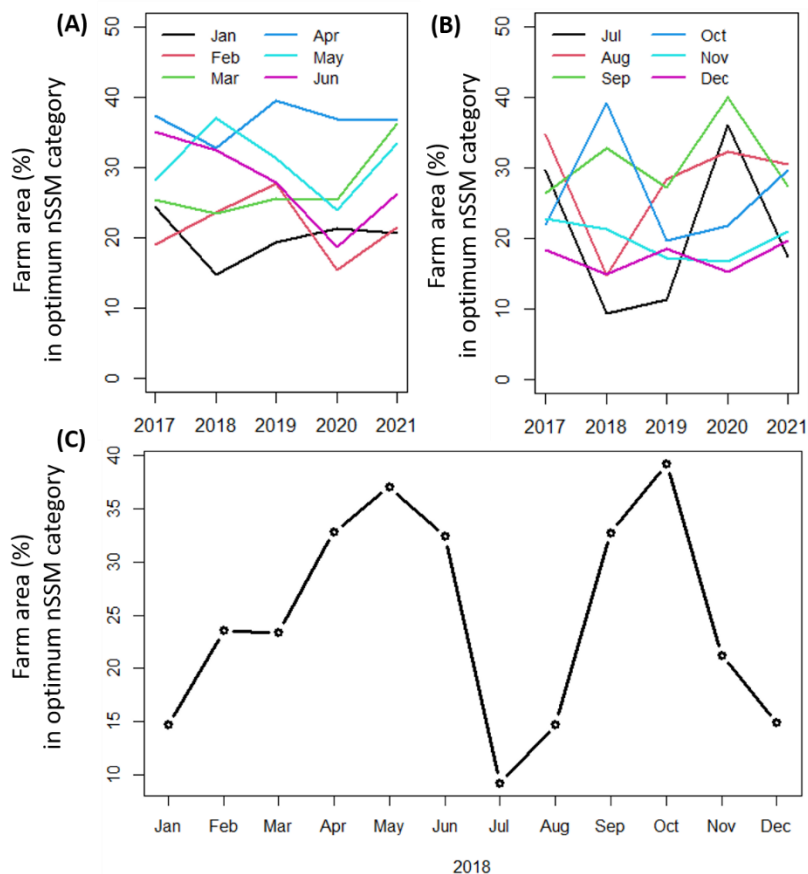 (A)
Farm area (%)
in optimum nSSM category
50
40
30
20
10
0
Jan Apr
Feb May
Mar Jun
2017 2018 2019 2020 2021
(B)
Farm area (%)
in optimum nSSM category
50
40
30
20
10
0
Jul Oct
Aug Nov
Sep Dec
2017 2018 2019 2020 2021
(C)
Farm area (%)
in optimum nSSM category
40
35
30
25
20
15
10
Jan Feb Mar Apr May Jun Jul Aug Sep Oct Nov Dec
2018